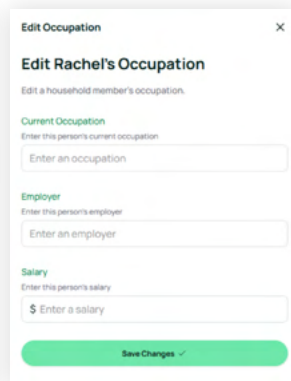 Edit Occupation
Edit Rachel's Occupation
Edit a household member's occupation.
Current Occupation
Enter this person's current occupation
Enter an occupation
Employer
Enter this person's employer
Enter an employer
Salary
Enter this person's salary
$ Enter a salary
Save Changes ✓